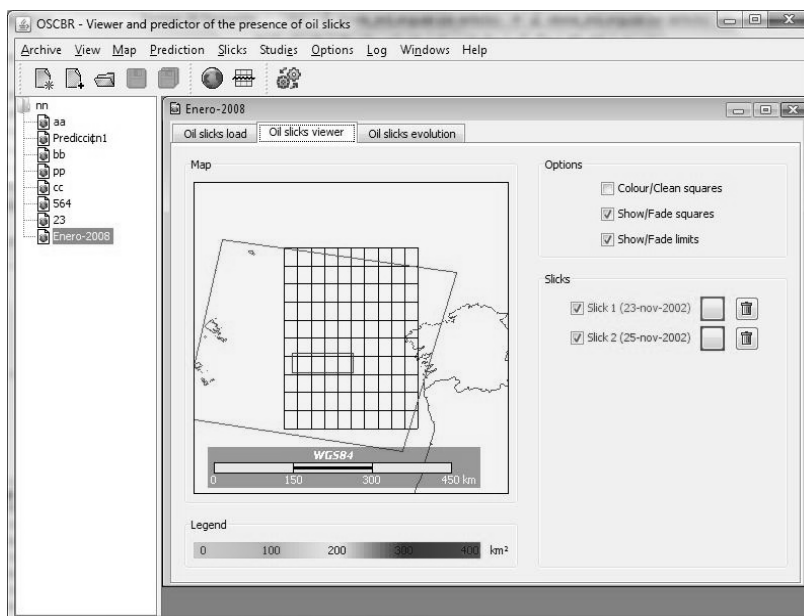 OSCBR - Viewer and predictor of the presence of oil slicks
Archive View Map Prediction Slicks Studies Options Log Windows Help
nn
aa
Predicci¢n1
bb
pp
cc
564
23
Enero-2008
Enero-2008
Oil slicks load Oil slicks viewer Oil slicks evolution
Map
WGS84
0 150 300 450 km
Legend
0 100 200 300 400 km²
Options
Colour/Clean squares
Show/Fade squares
Show/Fade limits
Slicks
Slick 1 (23-nov-2002)
Slick 2 (25-nov-2002)